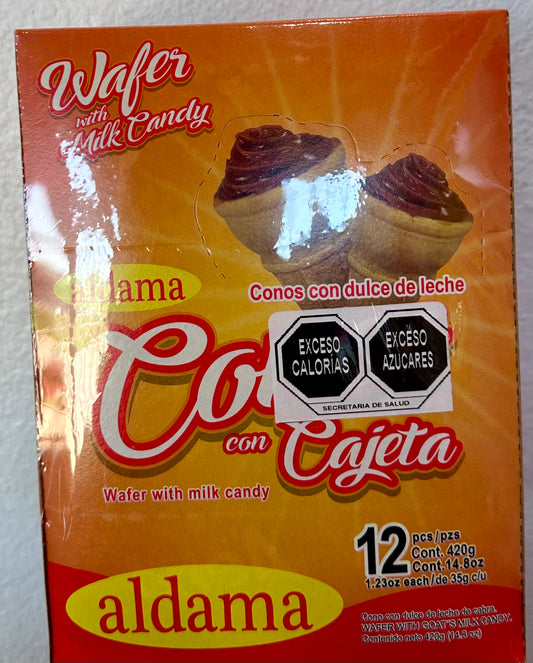 Wafer
with
Milk Candy
aldama
Conos con dulce de leche
EXCESO
CALORÍAS
EXCESO
AZÚCARES
SECRETARÍA DE SALUD
con Cajeta
Wafer with milk candy
12 pcs/pzs
Cont. 420g
Cont.14.8oz
1.23oz each/de 35g c/u
aldama
Cono con dulce de leche de cabra.
WAFER WITH GOAT'S MILK CANDY.
Contenido neto 420g (14.8 oz)